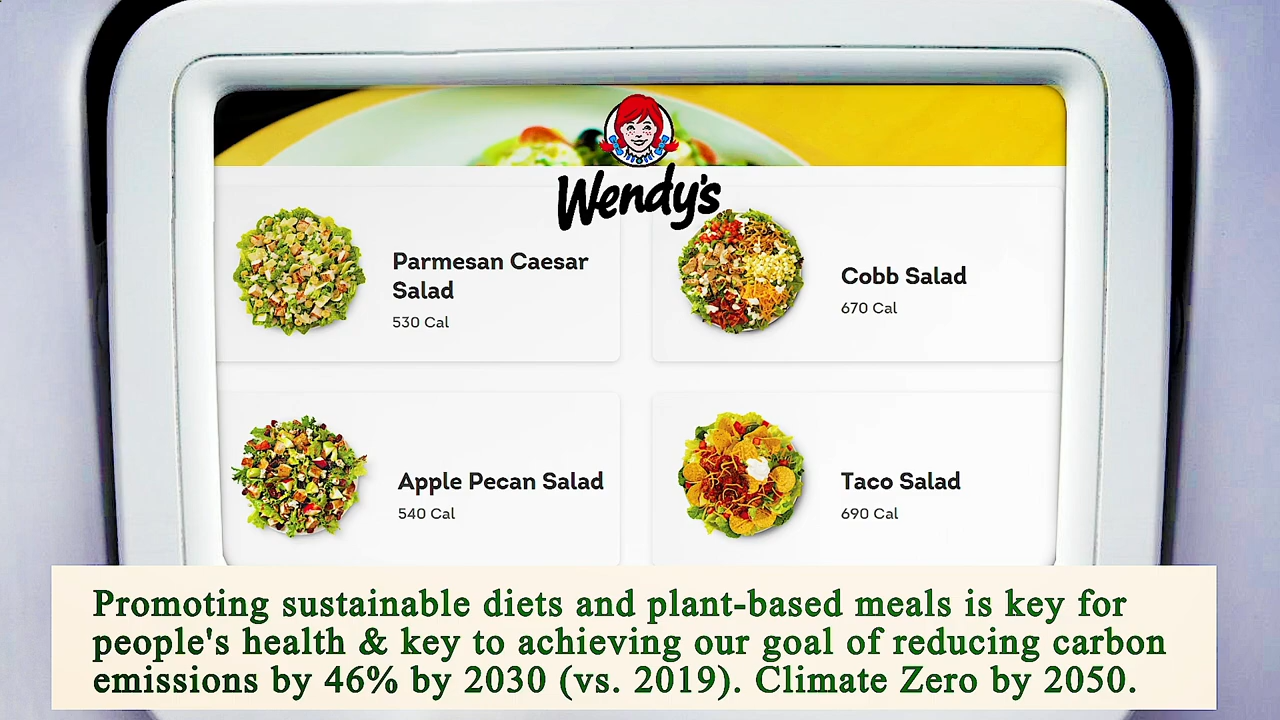 Wendy's
Parmesan Caesar
Salad
530 Cal
Cobb Salad
670 Cal
Apple Pecan Salad
540 Cal
Taco Salad
690 Cal
Promoting sustainable diets and plant-based meals is key for
people's health & key to achieving our goal of reducing carbon
emissions by 46% by 2030 (vs. 2019). Climate Zero by 2050.